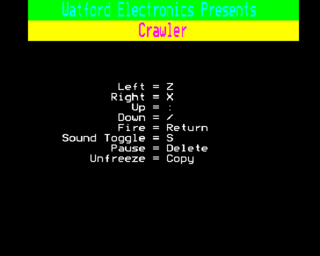 Watford Electronics Presents
Crawler
Left = Z
Right = X
Up = :
Down = /
Fire = Return
Sound Toggle = S
Pause = Delete
Unfreeze = Copy